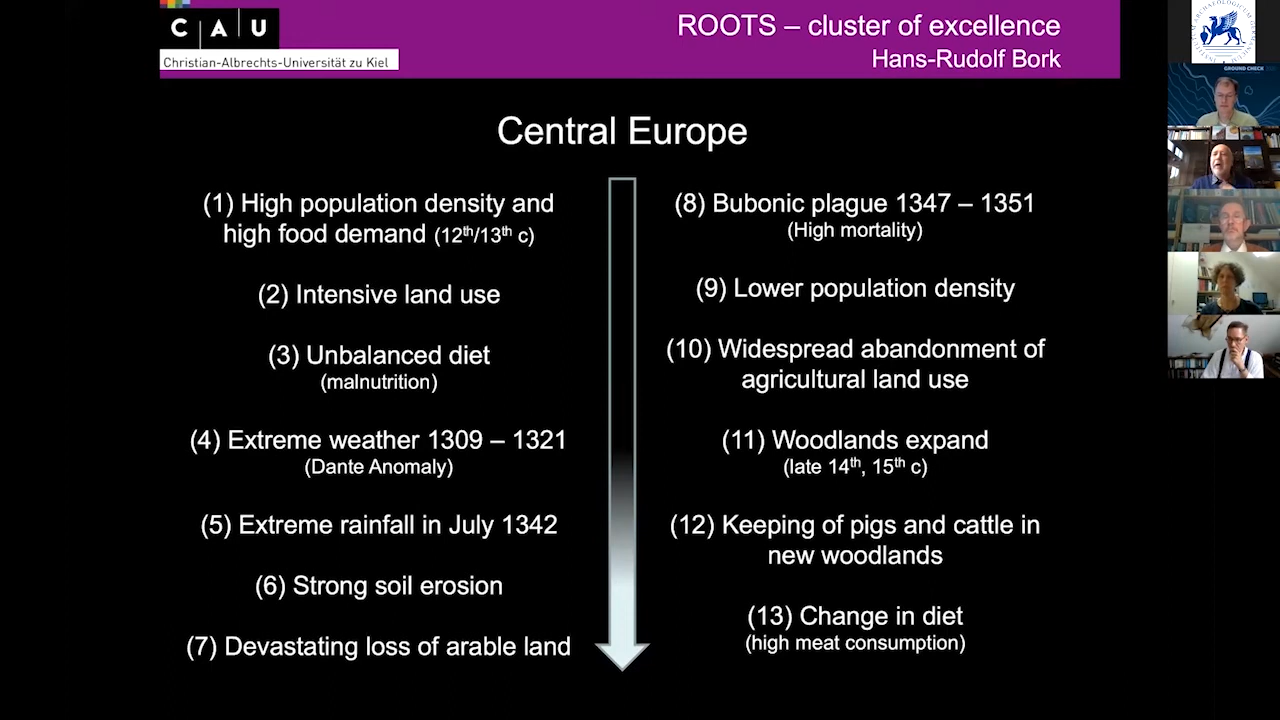 C A U
Christian-Albrechts-Universität zu Kiel
ROOTS – cluster of excellence
Hans-Rudolf Bork
GROUND CHECK
Central Europe
(1) High population density and
high food demand (12th/13th c)
(2) Intensive land use
(3) Unbalanced diet
(malnutrition)
(4) Extreme weather 1309 – 1321
(Dante Anomaly)
(5) Extreme rainfall in July 1342
(6) Strong soil erosion
(7) Devastating loss of arable land
(8) Bubonic plague 1347 – 1351
(High mortality)
(9) Lower population density
(10) Widespread abandonment of
agricultural land use
(11) Woodlands expand
(late 14th, 15th c)
(12) Keeping of pigs and cattle in
new woodlands
(13) Change in diet
(high meat consumption)